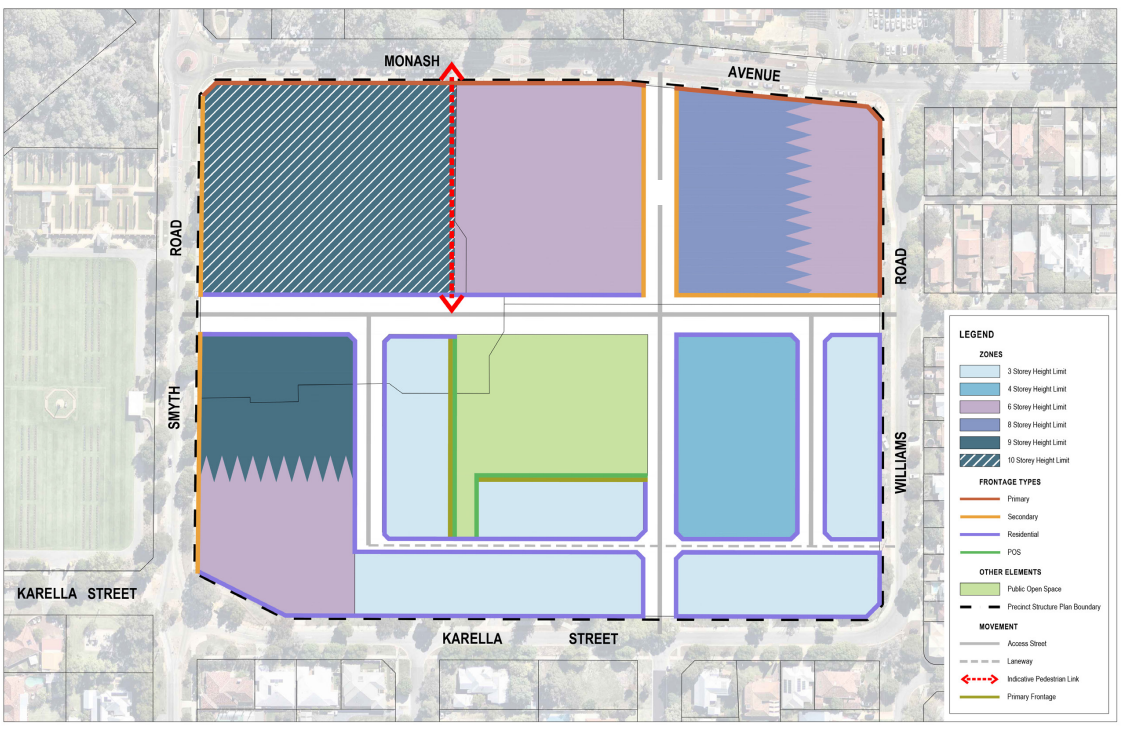 MONASH
AVENUE
ROAD
ROAD
SMYTH
WILLIAMS
KARELLA STREET
KARELLA STREET
LEGEND
ZONES
3 Storey Height Limit
4 Storey Height Limit
6 Storey Height Limit
8 Storey Height Limit
9 Storey Height Limit
10 Storey Height Limit
FRONTAGE TYPES
Primary
Secondary
Residential
POS
OTHER ELEMENTS
Public Open Space
Precinct Structure Plan Boundary
MOVEMENT
Access Street
Laneway
Indicative Pedestrian Link
Primary Frontage